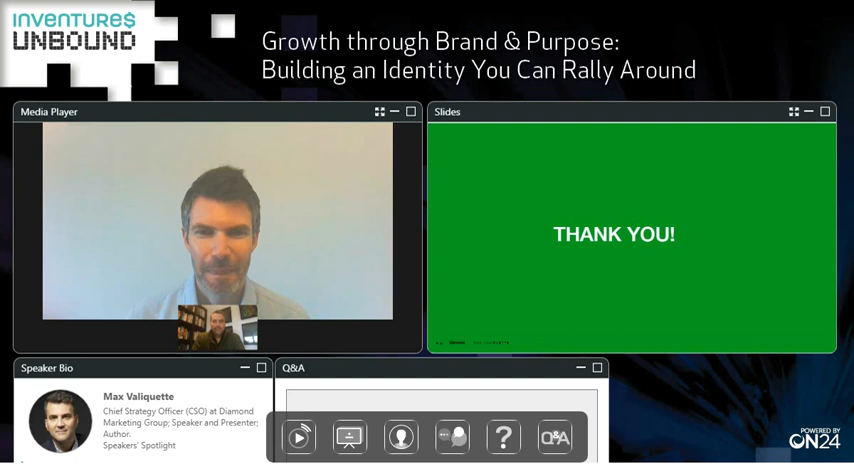 INVENTURE$
UNBOUND
Growth through Brand & Purpose:
Building an Identity You Can Rally Around
Media Player
Slides
THANK YOU!
Speaker Bio
Q&A
Max Valiquette
Chief Strategy Officer (CSO) at Diamond
Marketing Group; Speaker and Presenter;
Author.
Speakers' Spotlight
?
Q&A
POWERED BY
ON24